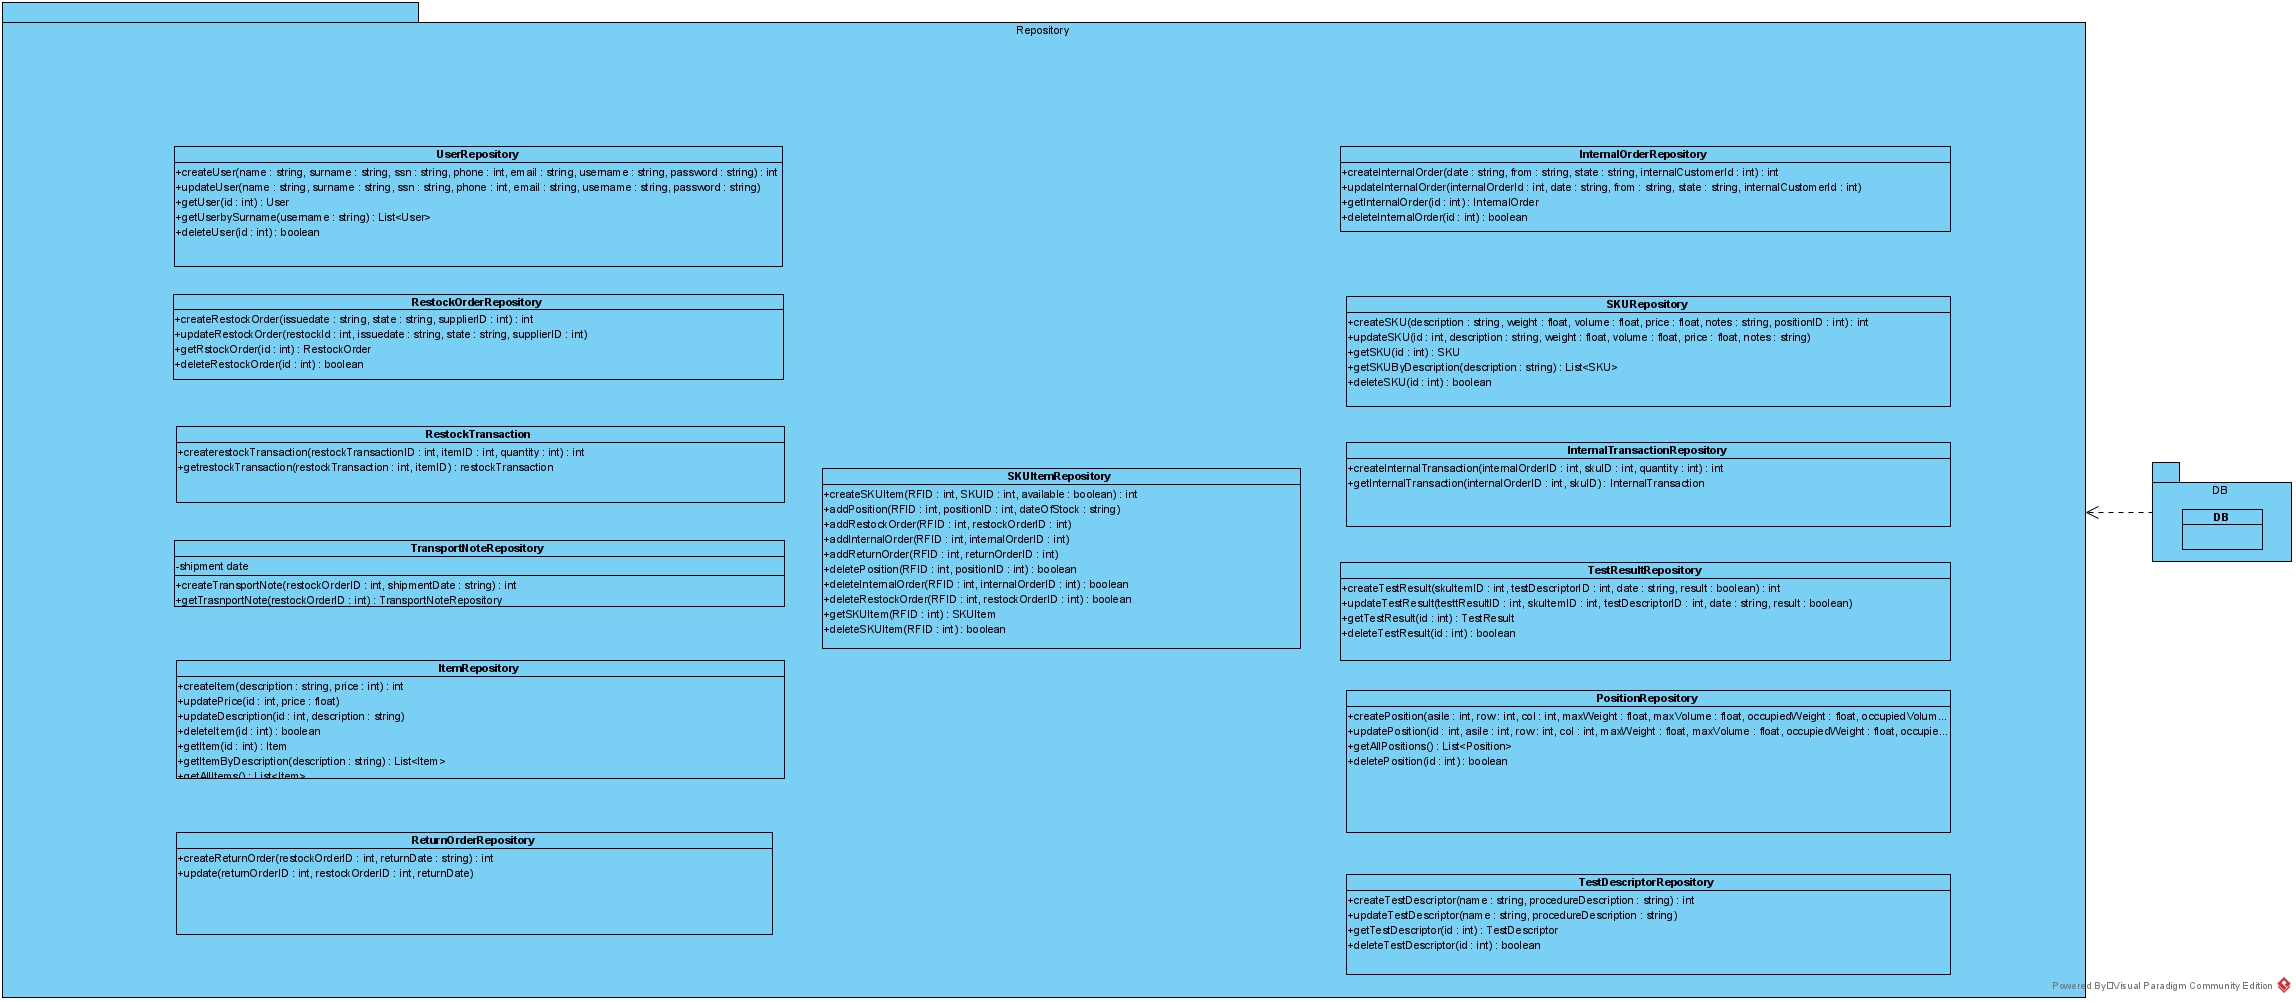 Repository
UserRepository
+createUser(name : string, surname : string, ssn : string, phone : int, email : string, username : string, password : string) : int
+updateUser(name : string, surname : string, ssn : string, phone : int, email : string, username : string, password : string)
+getUser(id : int) : User
+getUserbySurname(username : string) : List<User>
+deleteUser(id : int) : boolean
RestockOrderRepository
+createRestockOrder(issuedate : string, state : string, supplierID : int) : int
+updateRestockOrder(restockId : int, issuedate : string, state : string, supplierID : int)
+getRstockOrder(id : int) : RestockOrder
+deleteRestockOrder(id : int) : boolean
RestockTransaction
+createrestockTransaction(restockTransactionID : int, itemID : int, quantity : int) : int
+getrestockTransaction(restockTransaction : int, itemID) : restockTransaction
TransportNoteRepository
-shipment date
+createTransportNote(restockOrderID : int, shipmentDate : string) : int
+getTrasnportNote(restockOrderID : int) : TransportNoteRepository
ItemRepository
+createItem(description : string, price : int) : int
+updatePrice(id : int, price : float)
+updateDescription(id : int, description : string)
+deleteItem(id : int) : boolean
+getItem(id : int) : Item
+getItemByDescription(description : string) : List<Item>
+getAllItems() : List<Item>
ReturnOrderRepository
+createReturnOrder(restockOrderID : int, returnDate : string) : int
+update(returnOrderID : int, restockOrderID : int, returnDate)
SKUItemRepository
+createSKUItem(RFID : int, SKUID : int, available : boolean) : int
+addPosition(RFID : int, positionID : int, dateOfStock : string)
+addRestockOrder(RFID : int, restockOrderID : int)
+addInternalOrder(RFID : int, internalOrderID : int)
+addReturnOrder(RFID : int, returnOrderID : int)
+deletePosition(RFID : int, positionID : int) : boolean
+deleteInternalOrder(RFID : int, internalOrderID : int) : boolean
+deleteRestockOrder(RFID : int, restockOrderID : int) : boolean
+getSKUItem(RFID : int) : SKUItem
+deleteSKUItem(RFID : int) : boolean
InternalOrderRepository
+createInternalOrder(date : string, from : string, state : string, internalCustomerId : int) : int
+updateInternalOrder(internalOrderId : int, date : string, from : string, state : string, internalCustomerId : int)
+getInternalOrder(id : int) : InternalOrder
+deleteInternalOrder(id : int) : boolean
SKURepository
+createSKU(description : string, weight : float, volume : float, price : float, notes : string, positionID : int) : int
+updateSKU(id : int, description : string, weight : float, volume : float, price : float, notes : string)
+getSKU(id : int) : SKU
+getSKUByDescription(description : string) : List<SKU>
+deleteSKU(id : int) : boolean
InternalTransactionRepository
+createInternalTransaction(internalOrderID : int, skuID : int, quantity : int) : int
+getInternalTransaction(internalOrderID : int, skuID) : InternalTransaction
TestResultRepository
+createTestResult(skuItemID : int, testDescriptorID : int, date : string, result : boolean) : int
+updateTestResult(testtResultID : int, skuItemID : int, testDescriptorID : int, date : string, result : boolean)
+getTestResult(id : int) : TestResult
+deleteTestResult(id : int) : boolean
PositionRepository
+createPosition(asile : int, row : int, col : int, maxWeight : float, maxVolume : float, occupiedWeight : float, occupiedVolum...
+updatePosition(id : int, asile : int, row : int, col : int, maxWeight : float, maxVolume : float, occupiedWeight : float, occupie...
+getAllPositions() : List<Position>
+deletePosition(id : int) : boolean
TestDescriptorRepository
+createTestDescriptor(name : string, procedureDescription : string) : int
+updateTestDescriptor(name : string, procedureDescription : string)
+getTestDescriptor(id : int) : TestDescriptor
+deleteTestDescriptor(id : int) : boolean
DB
DB
Powered By Visual Paradigm Community Edition